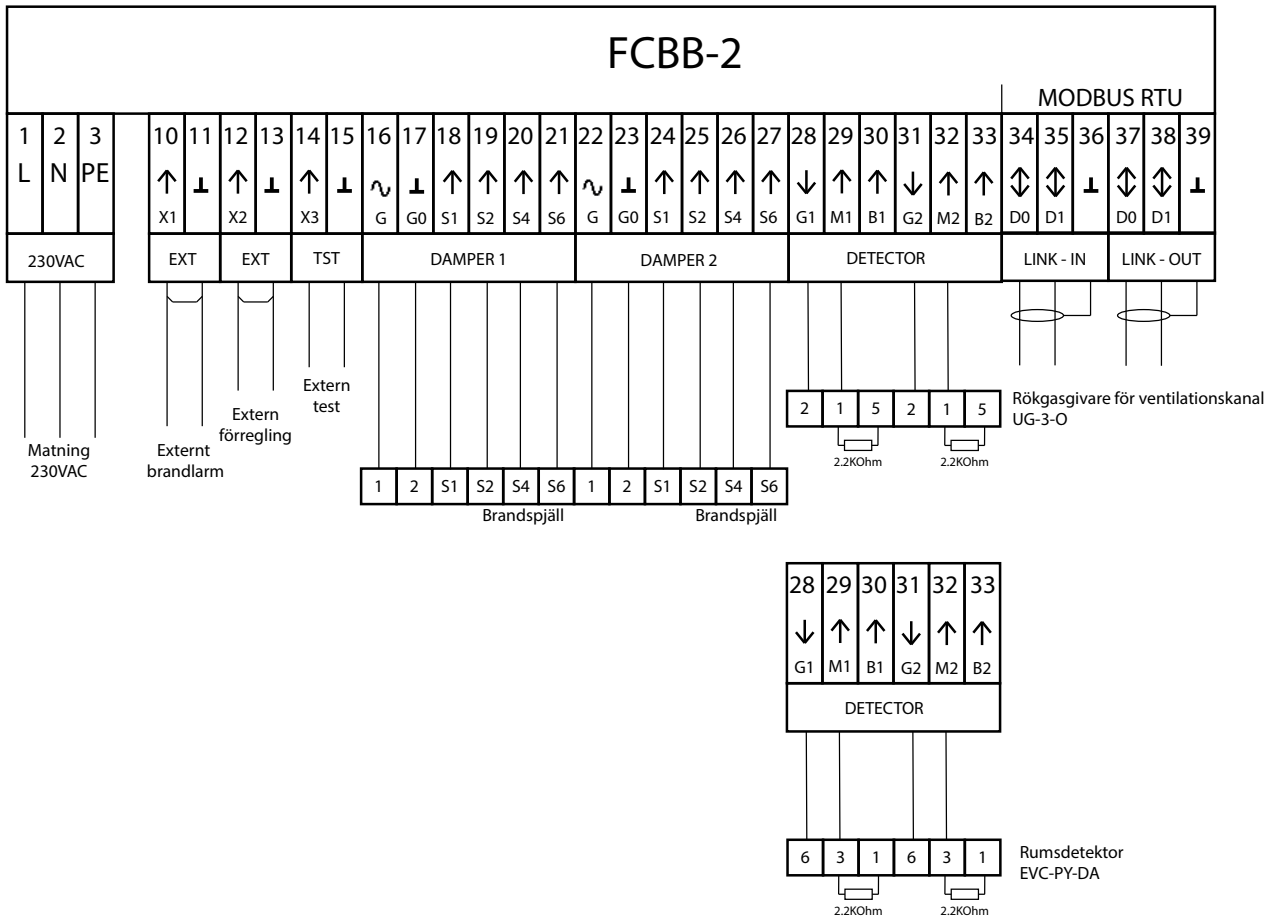 FCBB-2
MODBUS RTU
1 2 3 10 11 12 13 14 15 16 17 18 19 20 21 22 23 24 25 26 27 28 29 30 31 32 33 34 35 36 37 38 39
L N PE
X1 X2 X3 G G0 S1 S2 S4 S6 G G0 S1 S2 S4 S6 G1 M1 B1 G2 M2 B2 D0 D1 D0 D1
230VAC EXT EXT TST DAMPER 1 DAMPER 2 DETECTOR LINK - IN LINK - OUT
Matning
230VAC
Externt
brandlarm
Extern
förregling
Extern
test
2 1 5 2 1 5
2.2KOhm 2.2KOhm
Rökgasgivare för ventilationskanal
UG-3-O
1 2 S1 S2 S4 S6 1 2 S1 S2 S4 S6
Brandspjäll Brandspjäll
28 29 30 31 32 33
G1 M1 B1 G2 M2 B2
DETECTOR
6 3 1 6 3 1
2.2KOhm 2.2KOhm
Rumsdetektor
EVC-PY-DA